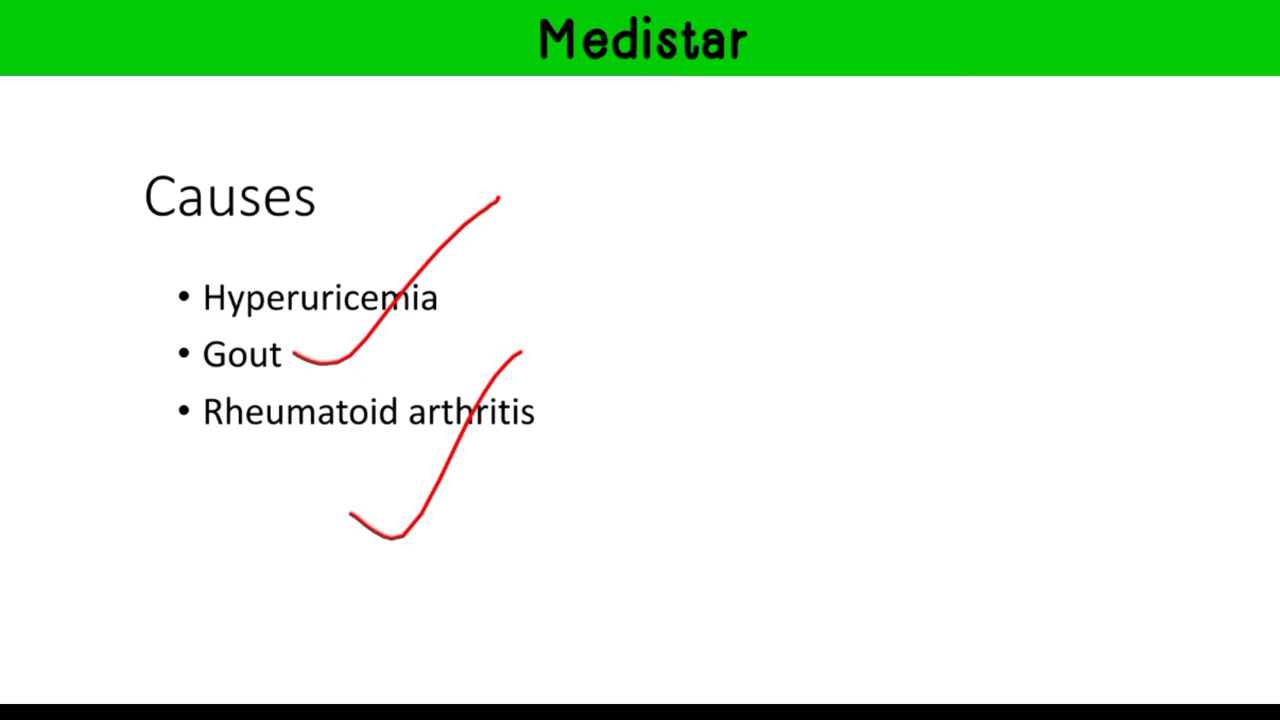 Medistar
Causes
• Hyperuricemia
• Gout
• Rheumatoid arthritis